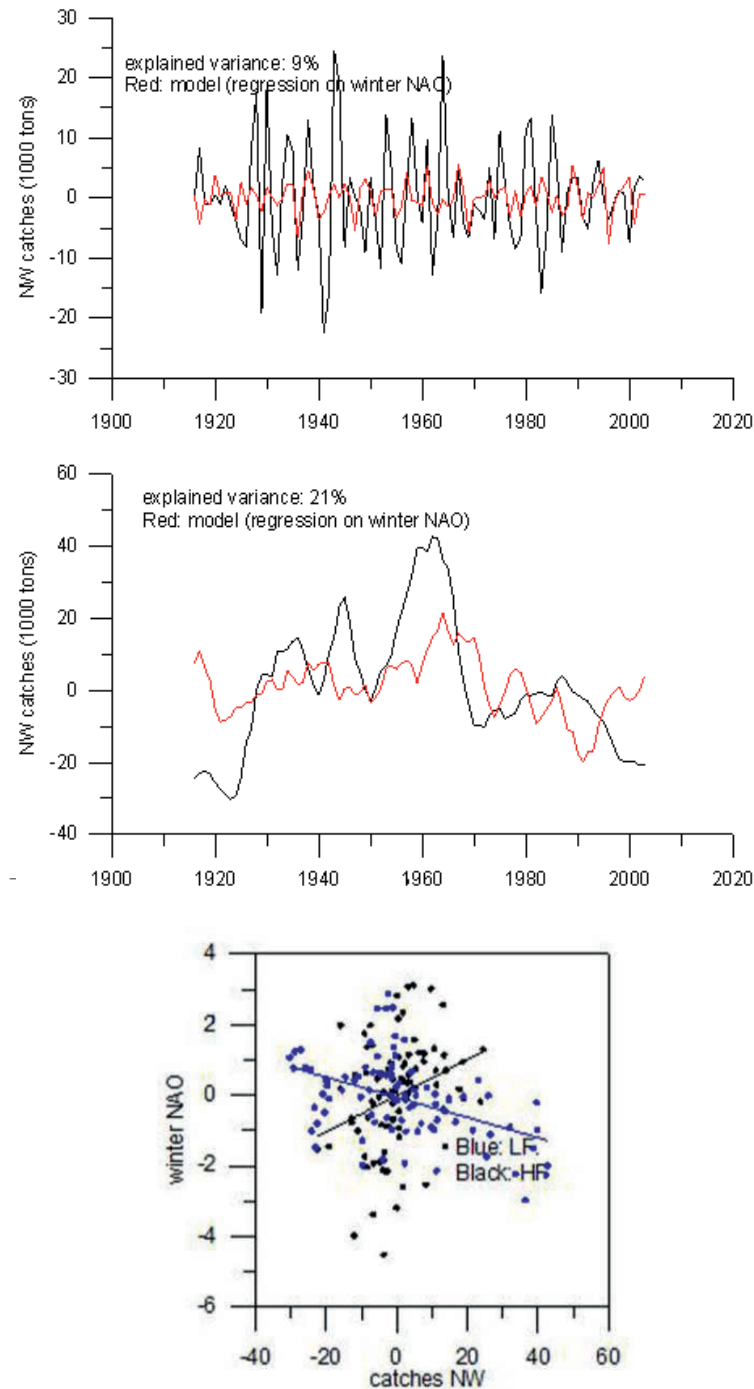 30
20
10
0
-10
-20
-30
NW catches (1000 tons)
explained variance: 9%
Red: model (regression on winter NAO)
1900 1920 1940 1960 1980 2000 2020
60
40
20
0
-20
-40
NW catches (1000 tons)
explained variance: 21%
Red: model (regression on winter NAO)
1900 1920 1940 1960 1980 2000 2020
4
2
0
-2
-4
-6
winter NAO
Blue: LF
Black: HF
-40 -20 0 20 40 60
catches NW